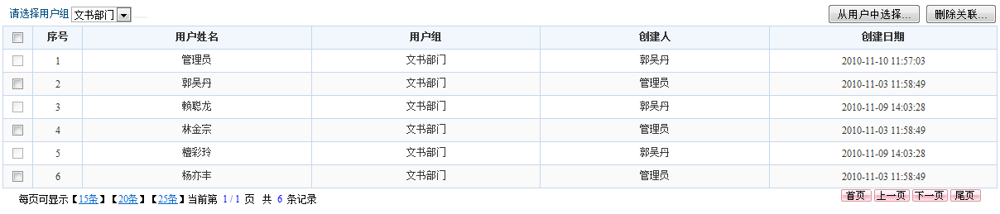 请选择用户组 文书部门 从用户中选择... 删除关联...
序号 用户姓名 用户组 创建人 创建日期
1 管理员 文书部门 郭吴丹 2010-11-10 11:57:03
2 郭吴丹 文书部门 管理员 2010-11-03 11:58:49
3 赖聪龙 文书部门 郭吴丹 2010-11-09 14:03:28
4 林金宗 文书部门 管理员 2010-11-03 11:58:49
5 檀彩玲 文书部门 郭吴丹 2010-11-09 14:03:28
6 杨亦丰 文书部门 管理员 2010-11-03 11:58:49
每页可显示【15条】【20条】【25条】当前第 1 / 1 页 共 6 条记录 首页 上一页 下一页 尾页